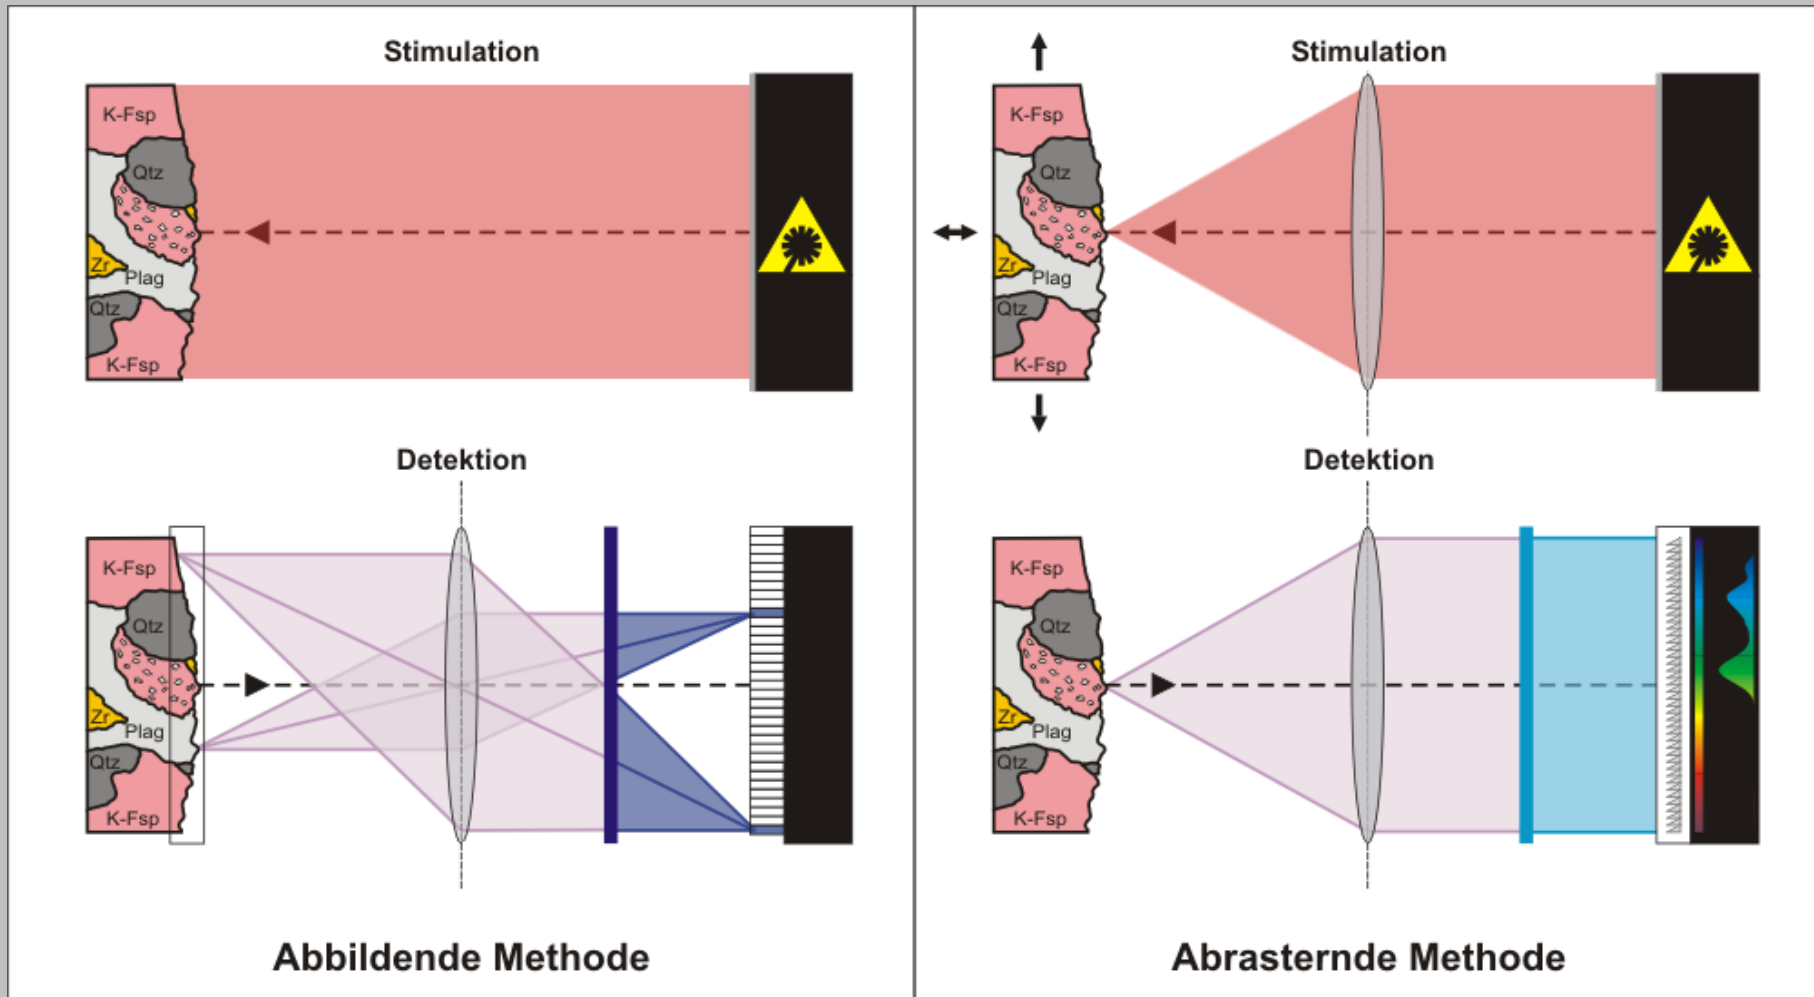 Stimulation
K-Fsp
Qtz
Zr
Plag
Qtz
K-Fsp
Detektion
K-Fsp
Qtz
Zr
Plag
Qtz
K-Fsp
Abbildende Methode
Stimulation
K-Fsp
Qtz
Zr
Plag
Qtz
K-Fsp
Detektion
K-Fsp
Qtz
Zr
Plag
Qtz
K-Fsp
Abrasternde Methode